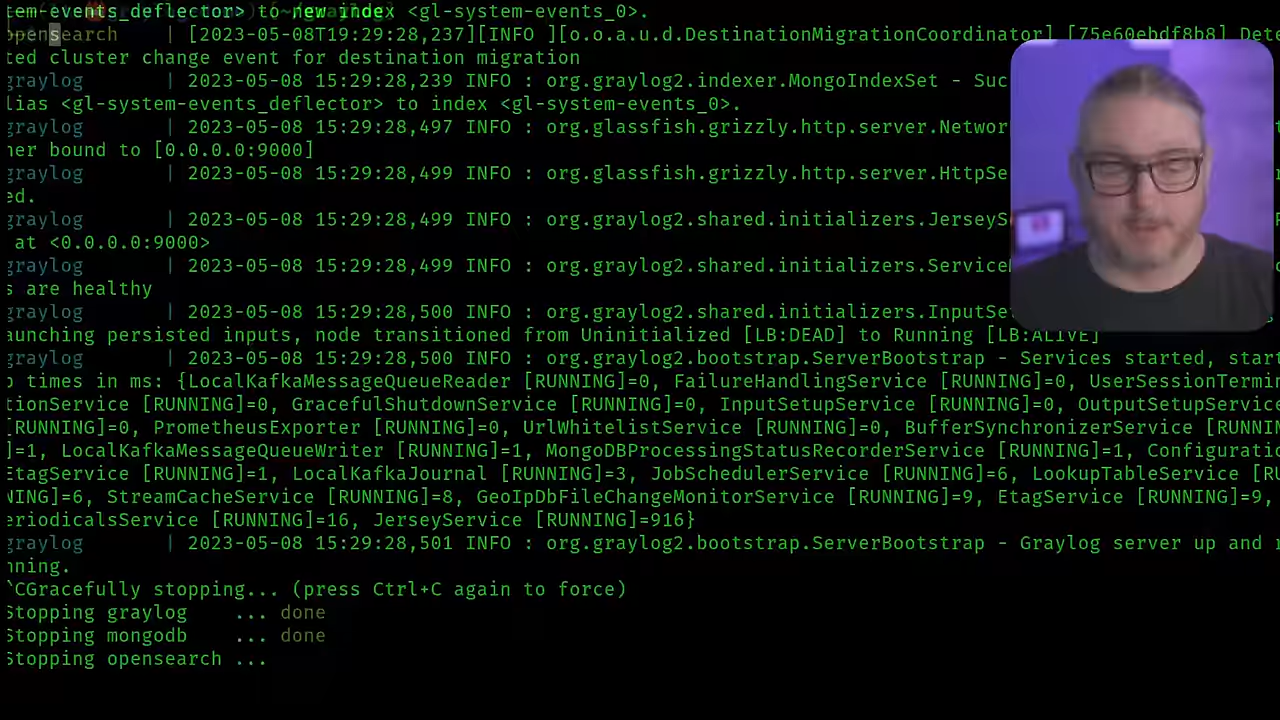 tem-events_deflector> to new index <gl-system-events_0>.
opensearch | [2023-05-08T19:29:28,237][INFO ][o.o.a.u.d.DestinationMigrationCoordinator] [75e60ebdf8b8] Dete
ted cluster change event for destination migration
graylog | 2023-05-08 15:29:28,239 INFO : org.graylog2.indexer.MongoIndexSet - Suc
lias <gl-system-events_deflector> to index <gl-system-events_0>.
graylog | 2023-05-08 15:29:28,497 INFO : org.glassfish.grizzly.http.server.Networ
ner bound to [0.0.0.0:9000]
graylog | 2023-05-08 15:29:28,499 INFO : org.glassfish.grizzly.http.server.HttpSe
ed.
graylog | 2023-05-08 15:29:28,499 INFO : org.graylog2.shared.initializers.JerseyS
at <0.0.0.0:9000>
graylog | 2023-05-08 15:29:28,499 INFO : org.graylog2.shared.initializers.Service
s are healthy
graylog | 2023-05-08 15:29:28,500 INFO : org.graylog2.shared.initializers.InputSet
aunching persisted inputs, node transitioned from Uninitialized [LB:DEAD] to Running [LB:ALIVE]
graylog | 2023-05-08 15:29:28,500 INFO : org.graylog2.bootstrap.ServerBootstrap - Services started, start
p times in ms: {LocalKafkaMessageQueueReader [RUNNING]=0, FailureHandlingService [RUNNING]=0, UserSessionTermin
tionService [RUNNING]=0, GracefulShutdownService [RUNNING]=0, InputSetupService [RUNNING]=0, OutputSetupService
[RUNNING]=0, PrometheusExporter [RUNNING]=0, UrlWhitelistService [RUNNING]=0, BufferSynchronizerService [RUNNIN
]=1, LocalKafkaMessageQueueWriter [RUNNING]=1, MongoDBProcessingStatusRecorderService [RUNNING]=1, Configuratio
EtagService [RUNNING]=1, LocalKafkaJournal [RUNNING]=3, JobSchedulerService [RUNNING]=6, LookupTableService [RU
NING]=6, StreamCacheService [RUNNING]=8, GeoIpDbFileChangeMonitorService [RUNNING]=9, EtagService [RUNNING]=9,
eriodicalsService [RUNNING]=16, JerseyService [RUNNING]=916}
graylog | 2023-05-08 15:29:28,501 INFO : org.graylog2.bootstrap.ServerBootstrap - Graylog server up and r
nning.
^CGracefully stopping... (press Ctrl+C again to force)
Stopping graylog ... done
Stopping mongodb ... done
Stopping opensearch ...